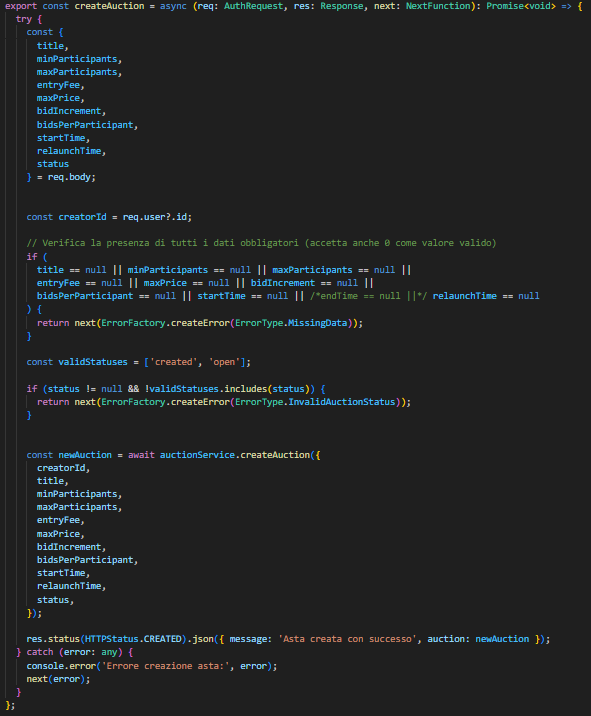 export const createAuction = async (req: AuthRequest, res: Response, next: NextFunction): Promise<void> => {
  try {
    const {
      title,
      minParticipants,
      maxParticipants,
      entryFee,
      maxPrice,
      bidIncrement,
      bidsPerParticipant,
      startTime,
      relaunchTime,
      status
    } = req.body;
    const creatorId = req.user?.id;
    // Verifica la presenza di tutti i dati obbligatori (accetta anche 0 come valore valido)
    if (
      title == null || minParticipants == null || maxParticipants == null ||
      entryFee == null || maxPrice == null || bidIncrement == null ||
      bidsPerParticipant == null || startTime == null || /*endTime == null ||*/ relaunchTime == null
    ) {
      return next(ErrorFactory.createError(ErrorType.MissingData));
    }
    const validStatuses = ['created', 'open'];
    if (status != null && !validStatuses.includes(status)) {
      return next(ErrorFactory.createError(ErrorType.InvalidAuctionStatus));
    }
    const newAuction = await auctionService.createAuction({
      creatorId,
      title,
      minParticipants,
      maxParticipants,
      entryFee,
      maxPrice,
      bidIncrement,
      bidsPerParticipant,
      startTime,
      relaunchTime,
      status,
    });
    res.status(HTTPStatus.CREATED).json({ message: 'Asta creata con successo', auction: newAuction });
  } catch (error: any) {
    console.error('Errore creazione asta:', error);
    next(error);
  }
};